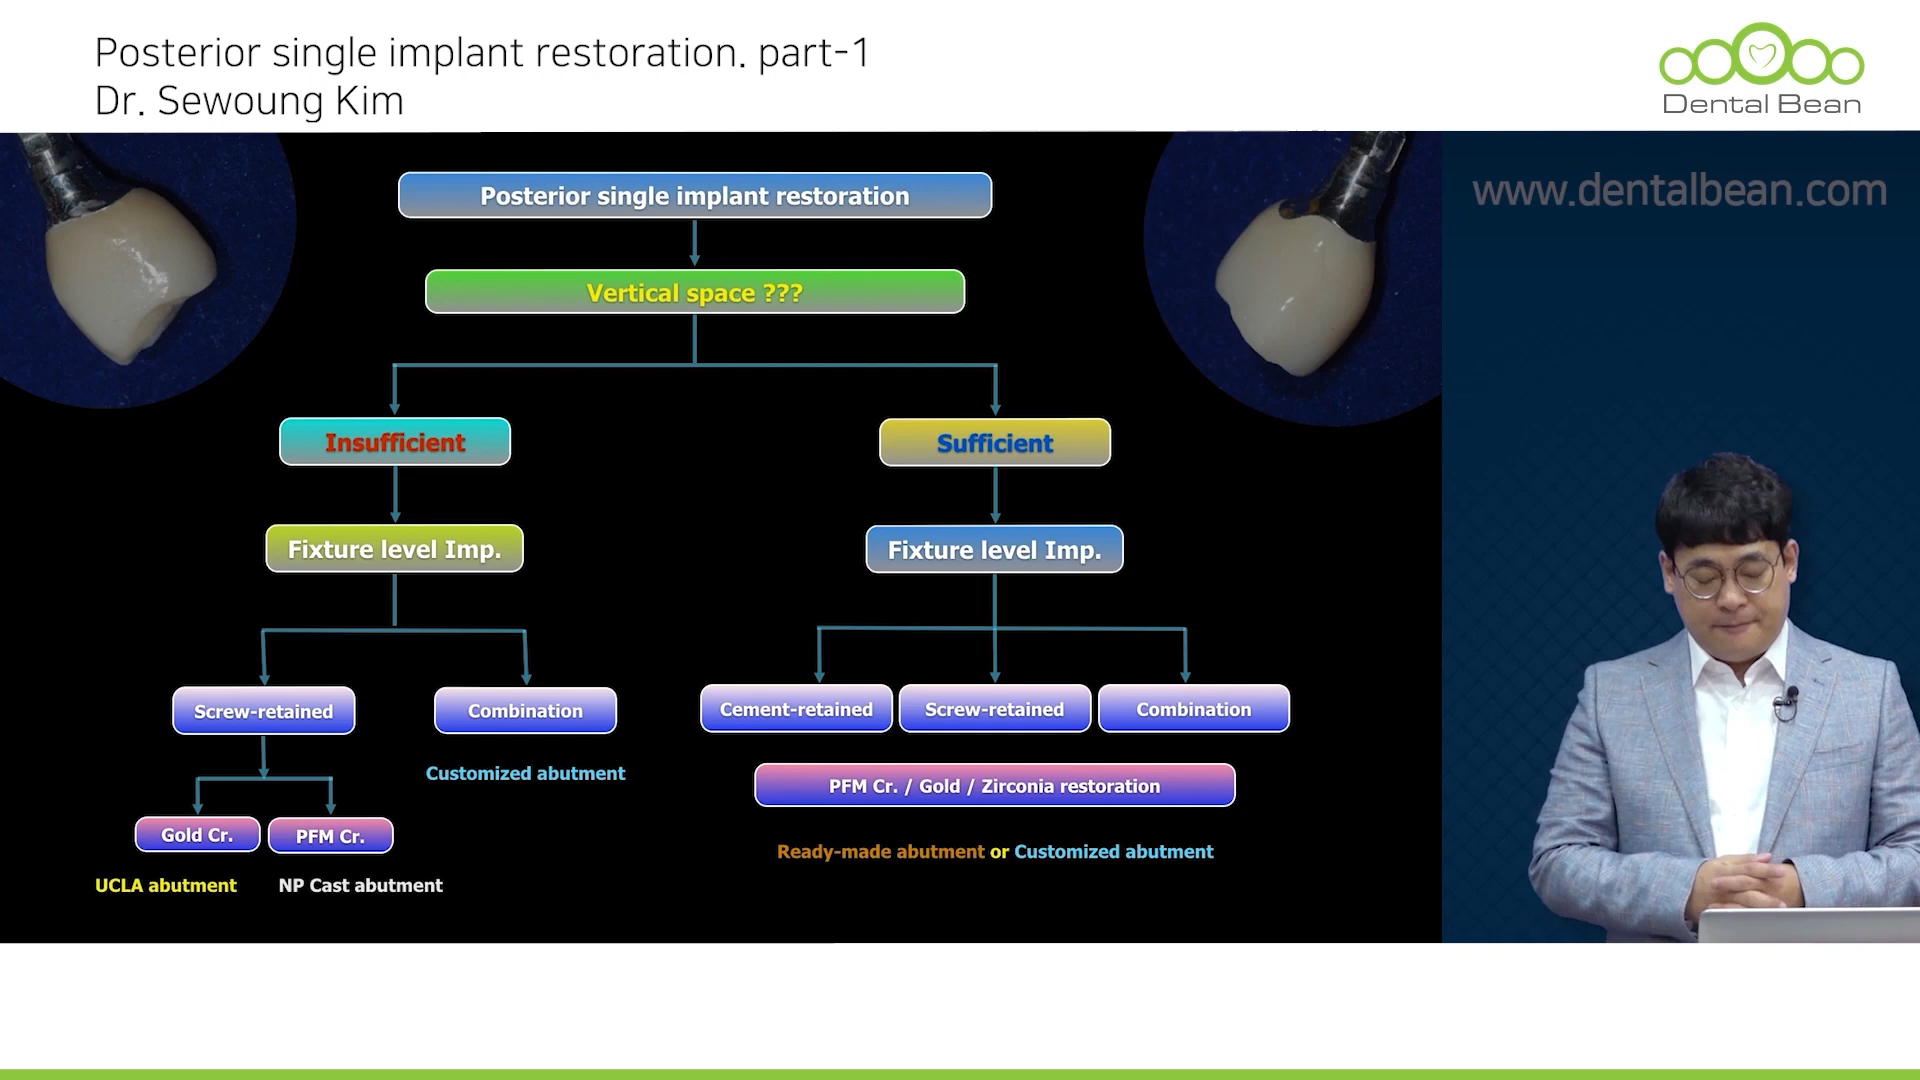 Posterior single implant restoration. part-1
Dr. Sewoung Kim
Dental Bean
www.dentalbean.com
Posterior single implant restoration
Vertical space ???
Insufficient
Sufficient
Fixture level Imp.
Fixture level Imp.
Screw-retained
Combination
Cement-retained
Screw-retained
Combination
Customized abutment
PFM Cr. / Gold / Zirconia restoration
Gold Cr.
PFM Cr.
Ready-made abutment or Customized abutment
UCLA abutment
NP Cast abutment